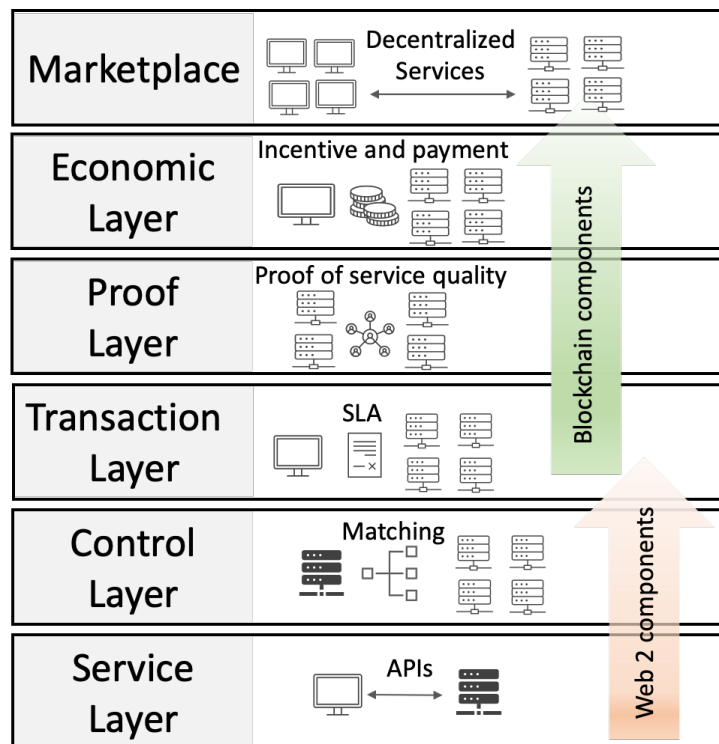 Marketplace
Decentralized
Services
Economic
Layer
Incentive and payment
Proof
Layer
Proof of service quality
Transaction
Layer
SLA
Control
Layer
Matching
Service
Layer
APIs
Blockchain components
Web 2 components